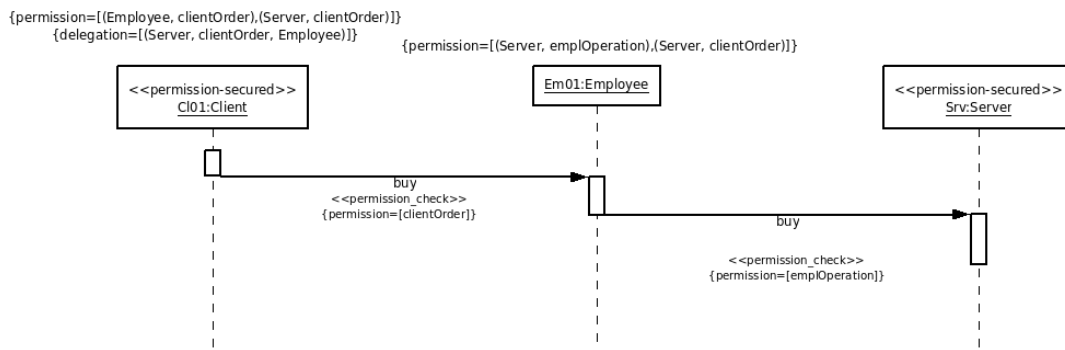 {permission=[(Employee, clientOrder),(Server, clientOrder)]}
{delegation=[(Server, clientOrder, Employee)]}
{permission=[(Server, emplOperation),(Server, clientOrder)]}
<<permission-secured>>
Cl01:Client
Em01:Employee
<<permission-secured>>
Srv:Server
buy
<<permission_check>>
{permission=[clientOrder]}
buy
<<permission_check>>
{permission=[emplOperation]}